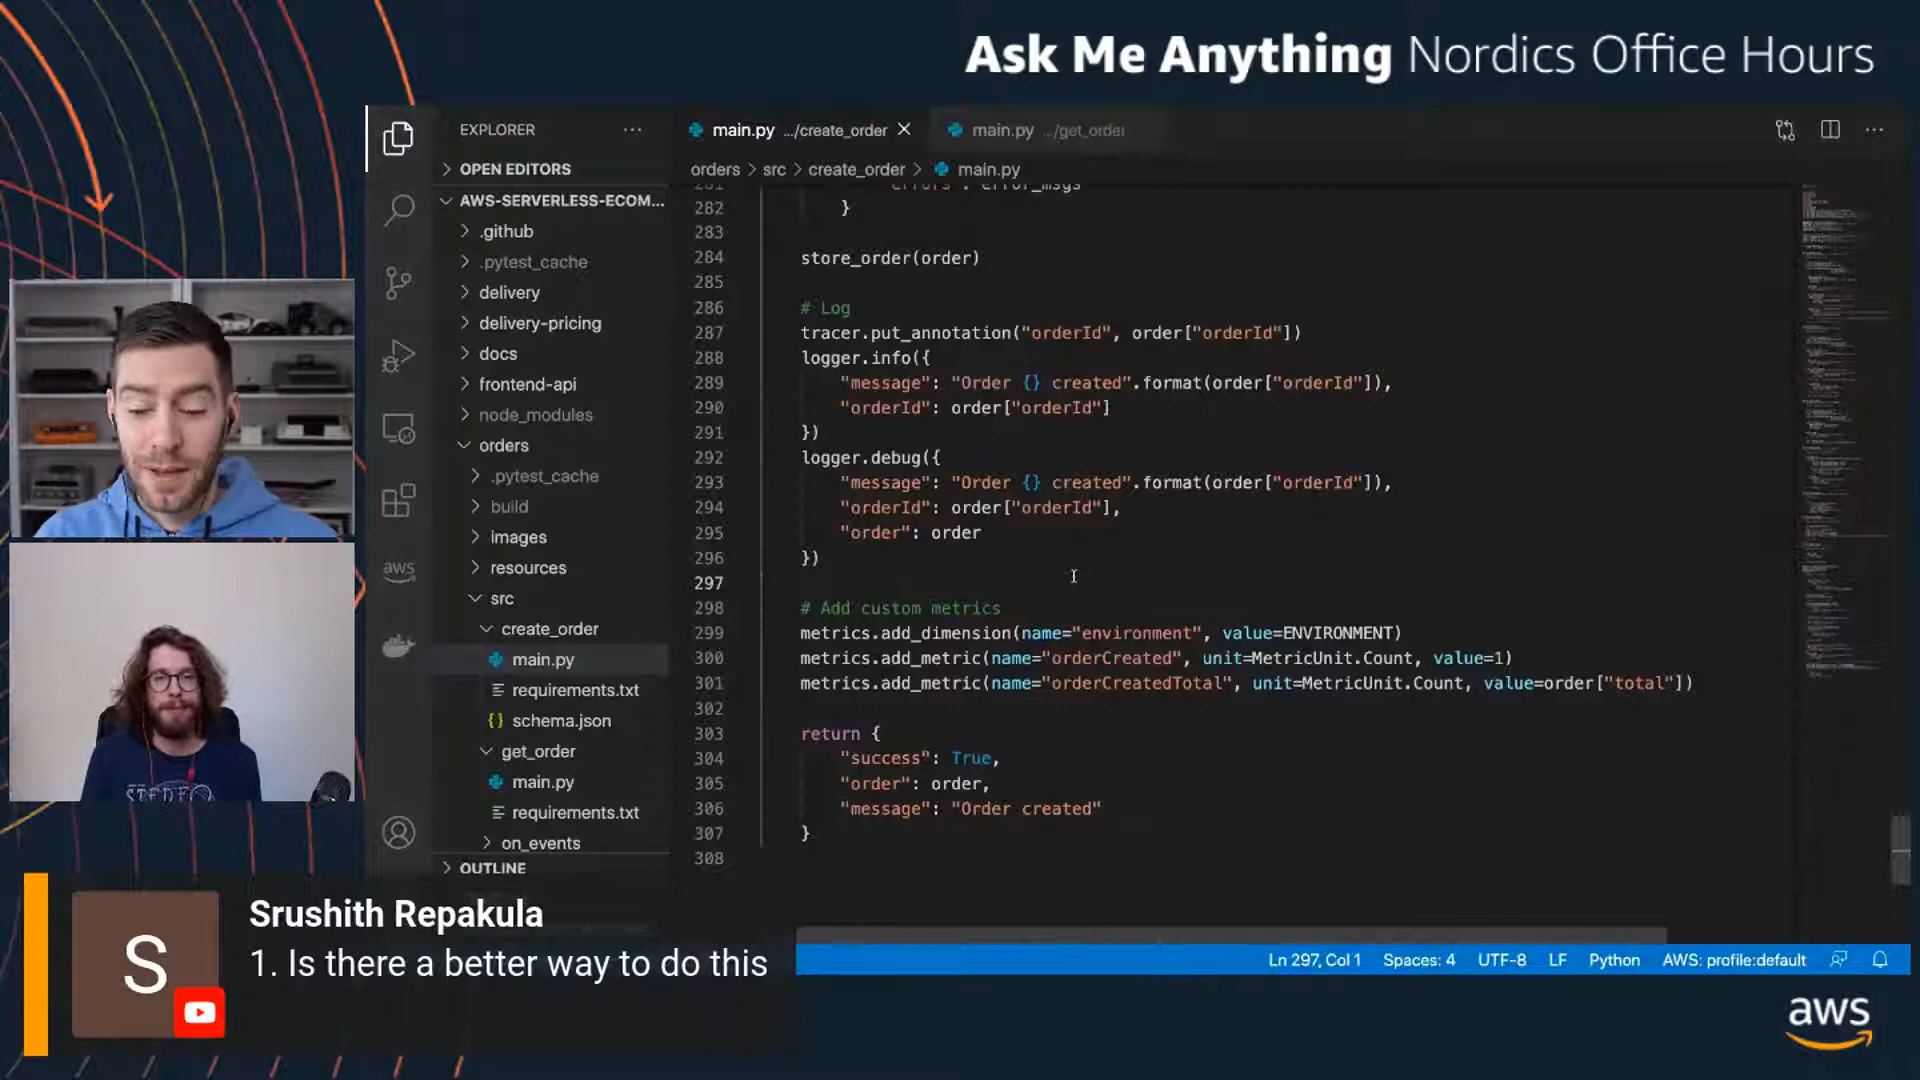 Ask Me Anything Nordics Office Hours
EXPLORER
main.py .../create_order
main.py .../get_order
OPEN EDITORS
orders > src > create_order > main.py
AWS-SERVERLESS-ECOM...
.github
.pytest_cache
delivery
delivery-pricing
docs
frontend-api
node_modules
orders
.pytest_cache
build
images
resources
src
create_order
main.py
requirements.txt
schema.json
get_order
main.py
requirements.txt
on_events
OUTLINE
aws
281 "errors": error_msgs
282 }
283
284 store_order(order)
285
286 # Log
287 tracer.put_annotation("orderId", order["orderId"])
288 logger.info({
289 "message": "Order {} created".format(order["orderId"]),
290 "orderId": order["orderId"]
291 })
292 logger.debug({
293 "message": "Order {} created".format(order["orderId"]),
294 "orderId": order["orderId"],
295 "order": order
296 })
297
298 # Add custom metrics
299 metrics.add_dimension(name="environment", value=ENVIRONMENT)
300 metrics.add_metric(name="orderCreated", unit=MetricUnit.Count, value=1)
301 metrics.add_metric(name="orderCreatedTotal", unit=MetricUnit.Count, value=order["total"])
302
303 return {
304 "success": True,
305 "order": order,
306 "message": "Order created"
307 }
308
Ln 297, Col 1 Spaces: 4 UTF-8 LF Python AWS: profile:default
S
Srushith Repakula
1. Is there a better way to do this
aws